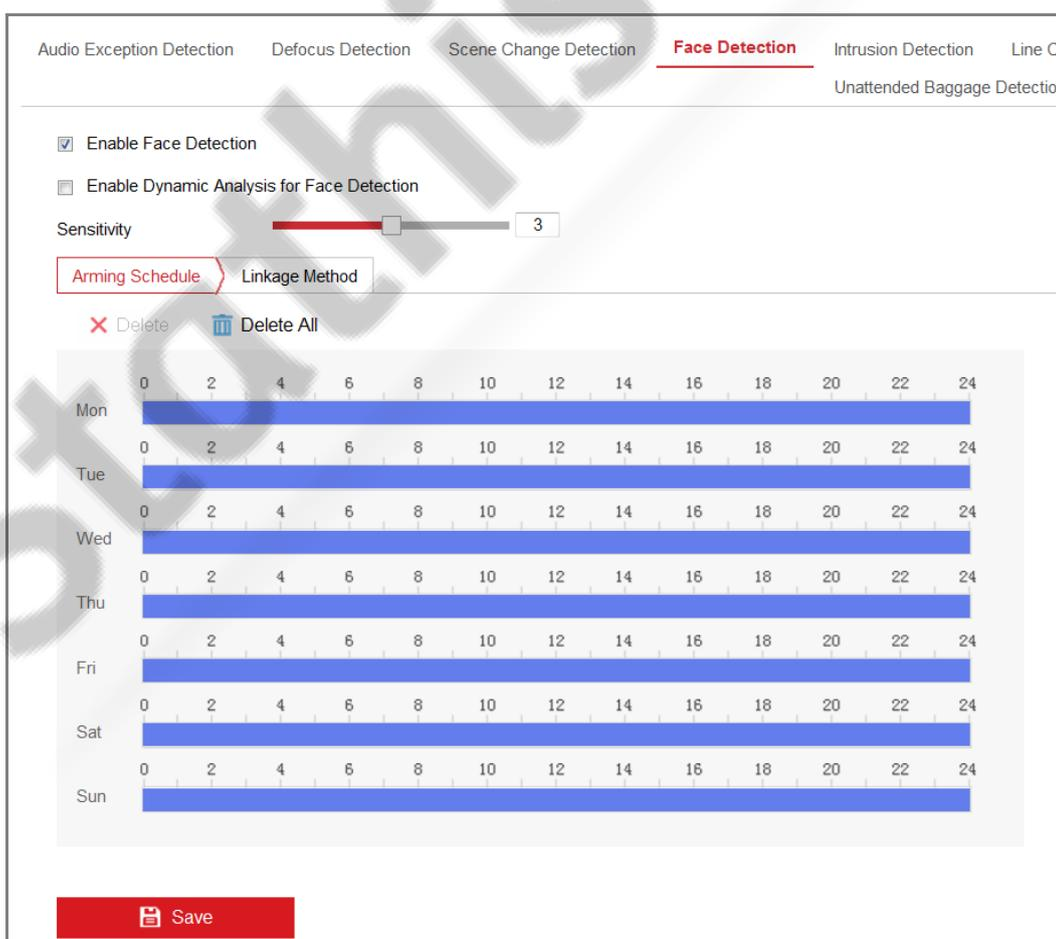 Audio Exception Detection Defocus Detection Scene Change Detection Face Detection Intrusion Detection Line C
Unattended Baggage Detectio
Enable Face Detection
Enable Dynamic Analysis for Face Detection
Sensitivity 3
Arming Schedule Linkage Method
Delete Delete All
0 2 4 6 8 10 12 14 16 18 20 22 24
Mon
0 2 4 6 8 10 12 14 16 18 20 22 24
Tue
0 2 4 6 8 10 12 14 16 18 20 22 24
Wed
0 2 4 6 8 10 12 14 16 18 20 22 24
Thu
0 2 4 6 8 10 12 14 16 18 20 22 24
Fri
0 2 4 6 8 10 12 14 16 18 20 22 24
Sat
0 2 4 6 8 10 12 14 16 18 20 22 24
Sun
Save
Stathis